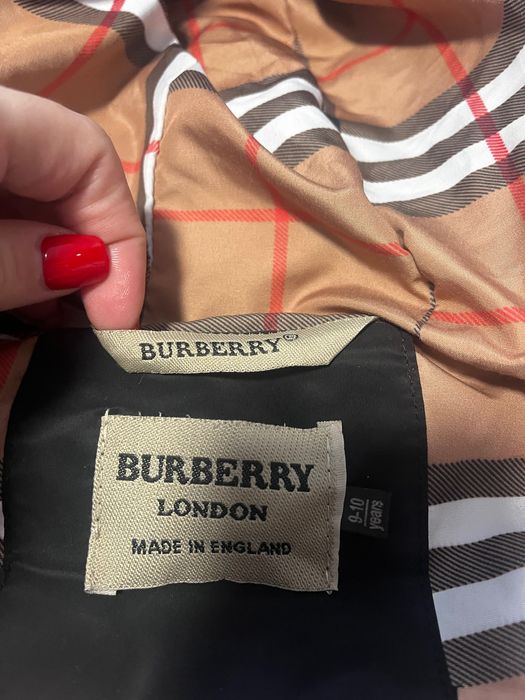 BURBERRY®
BURBERRY
LONDON
MADE IN ENGLAND
9-10
years